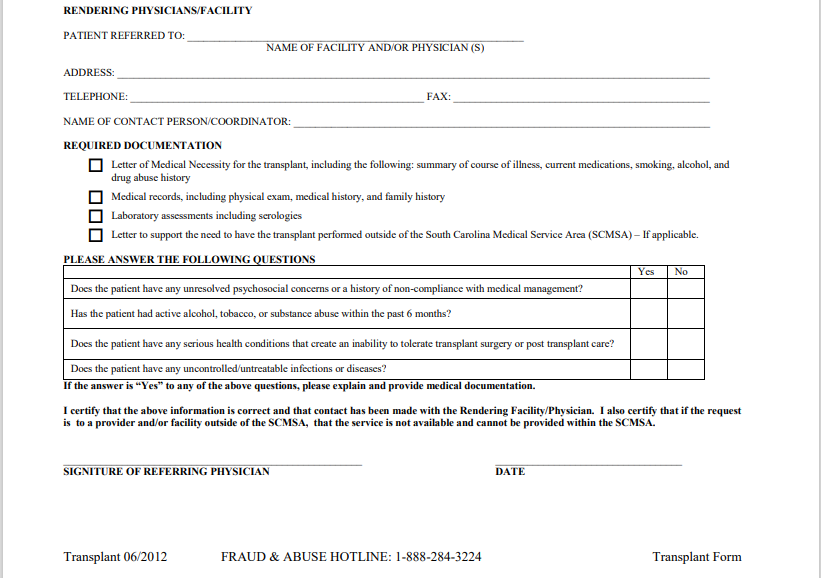 RENDERING PHYSICIANS/FACILITY
PATIENT REFERRED TO: ___
NAME OF FACILITY AND/OR PHYSICIAN (S)
ADDRESS: ___
TELEPHONE: ___ FAX: ___
NAME OF CONTACT PERSON/COORDINATOR: ___
REQUIRED DOCUMENTATION
Letter of Medical Necessity for the transplant, including the following: summary of course of illness, current medications, smoking, alcohol, and
drug abuse history
Medical records, including physical exam, medical history, and family history
Laboratory assessments including serologies
Letter to support the need to have the transplant performed outside of the South Carolina Medical Service Area (SCMSA) – If applicable.
PLEASE ANSWER THE FOLLOWING QUESTIONS
Yes No
Does the patient have any unresolved psychosocial concerns or a history of non-compliance with medical management?
Has the patient had active alcohol, tobacco, or substance abuse within the past 6 months?
Does the patient have any serious health conditions that create an inability to tolerate transplant surgery or post transplant care?
Does the patient have any uncontrolled/untreatable infections or diseases?
If the answer is “Yes” to any of the above questions, please explain and provide medical documentation.
I certify that the above information is correct and that contact has been made with the Rendering Facility/Physician. I also certify that if the request
is to a provider and/or facility outside of the SCMSA, that the service is not available and cannot be provided within the SCMSA.
SIGNITURE OF REFERRING PHYSICIAN DATE
Transplant 06/2012 FRAUD & ABUSE HOTLINE: 1-888-284-3224 Transplant Form